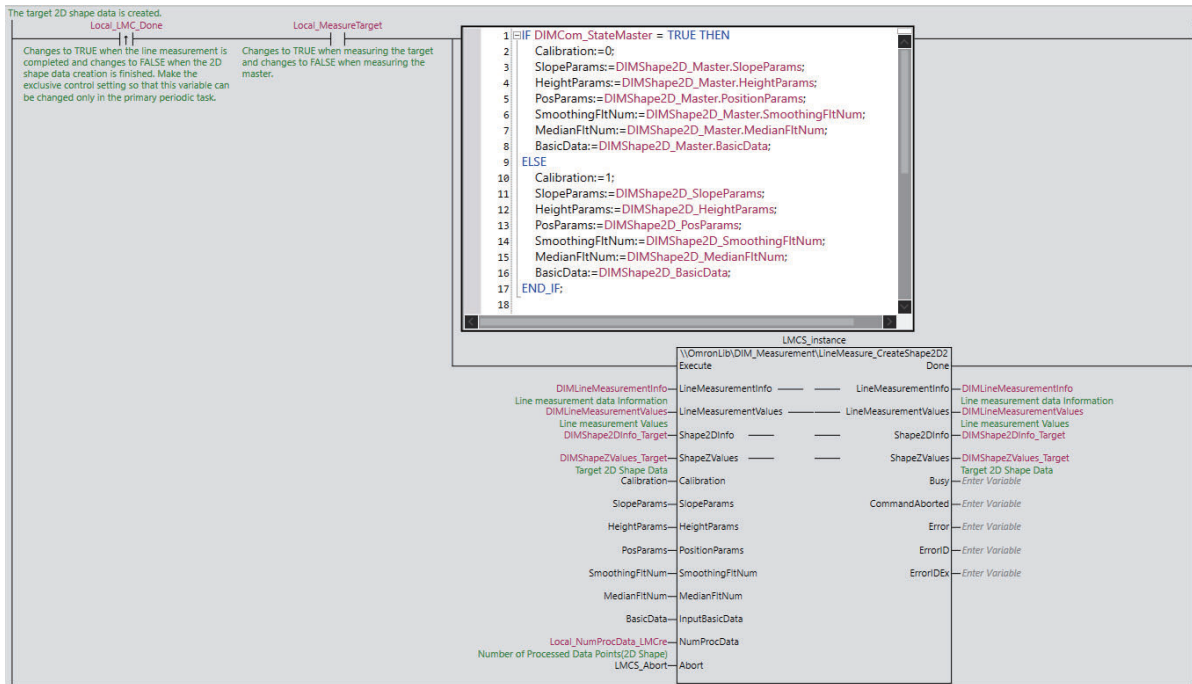 The target 2D shape data is created.
Local_LMC_Done
Local_MeasureTarget
Changes to TRUE when the line measurement is
completed and changes to FALSE when the 2D
shape data creation is finished. Make the
exclusive control setting so that this variable can
be changed only in the primary periodic task.
Changes to TRUE when measuring the target
and changes to FALSE when measuring the
master.
1 IF DIMCom_StateMaster = TRUE THEN
2 Calibration:=0;
3 SlopeParams:=DIMShape2D_Master.SlopeParams;
4 HeightParams:=DIMShape2D_Master.HeightParams;
5 PosParams:=DIMShape2D_Master.PositionParams;
6 SmoothingFltNum:=DIMShape2D_Master.SmoothingFltNum;
7 MedianFltNum:=DIMShape2D_Master.MedianFltNum;
8 BasicData:=DIMShape2D_Master.BasicData;
9 ELSE
10 Calibration:=1;
11 SlopeParams:=DIMShape2D_SlopeParams;
12 HeightParams:=DIMShape2D_HeightParams;
13 PosParams:=DIMShape2D_PosParams;
14 SmoothingFltNum:=DIMShape2D_SmoothingFltNum;
15 MedianFltNum:=DIMShape2D_MedianFltNum;
16 BasicData:=DIMShape2D_BasicData;
17 END_IF;
18
LMCS_instance
\\OmronLib\DIM_Measurement\LineMeasure_CreateShape2D2
Execute Done
DIMLineMeasurementInfo LineMeasurementInfo LineMeasurementInfo DIMLineMeasurementInfo
Line measurement data Information Line measurement data Information
DIMLineMeasurementValues LineMeasurementValues LineMeasurementValues DIMLineMeasurementValues
Line measurement Values Line measurement Values
DIMShape2DInfo_Target Shape2DInfo Shape2DInfo DIMShape2DInfo_Target
DIMShapeZValues_Target ShapeZValues ShapeZValues DIMShapeZValues_Target
Target 2D Shape Data Target 2D Shape Data
Calibration Calibration Busy Enter Variable
SlopeParams SlopeParams CommandAborted Enter Variable
HeightParams HeightParams Error Enter Variable
PosParams PositionParams ErrorID Enter Variable
SmoothingFltNum SmoothingFltNum ErrorIDEx Enter Variable
MedianFltNum MedianFltNum
BasicData InputBasicData
Local_NumProcData_LMCre NumProcData
Number of Processed Data Points(2D Shape)
LMCS_Abort Abort